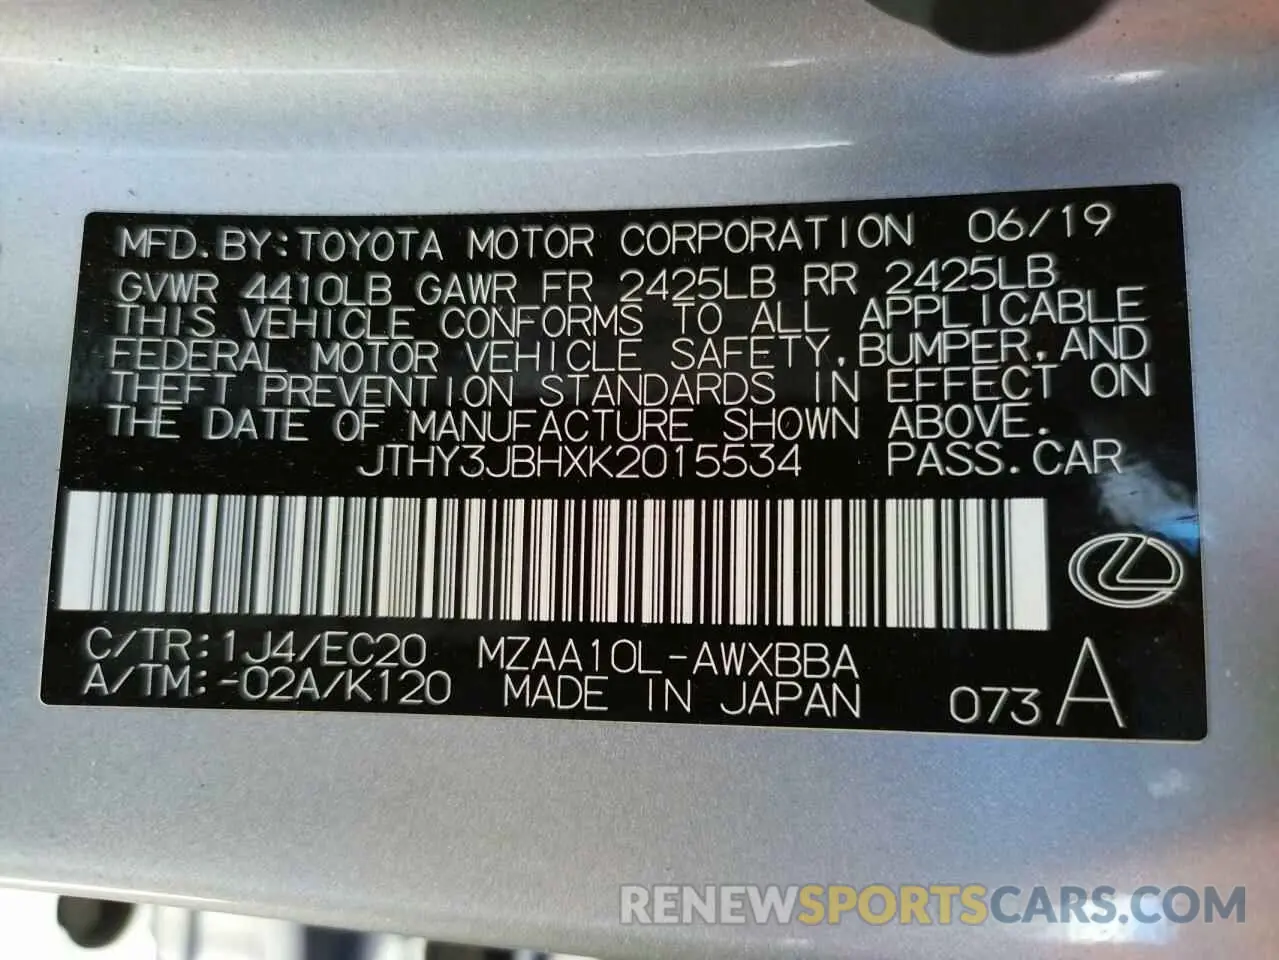 MFD.BY:TOYOTA MOTOR CORPORATION 06/19
GVWR 4410LB GAWR FR 2425LB RR 2425LB
THIS VEHICLE CONFORMS TO ALL APPLICABLE
FEDERAL MOTOR VEHICLE SAFETY,BUMPER,AND
THEFT PREVENTION STANDARDS IN EFFECT ON
THE DATE OF MANUFACTURE SHOWN ABOVE.
JTHY3JBHXK2015534 PASS.CAR
C/TR:1J4/EC20 MZAA10L-AWXBBA
A/TM:-02A/K120 MADE IN JAPAN 073 A
RENEWSPORTSCARS.COM